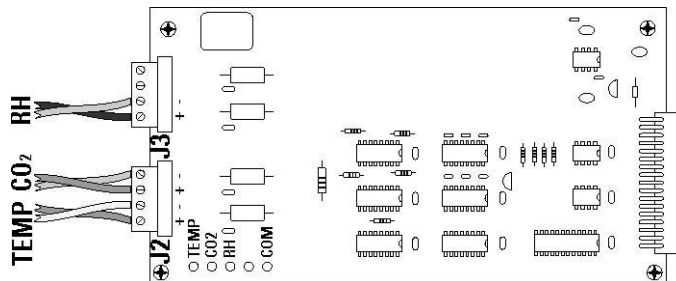 RH
CO₂
TEMP
J3
J2
- +
- +
- +
TEMP
CO2
RH
COM